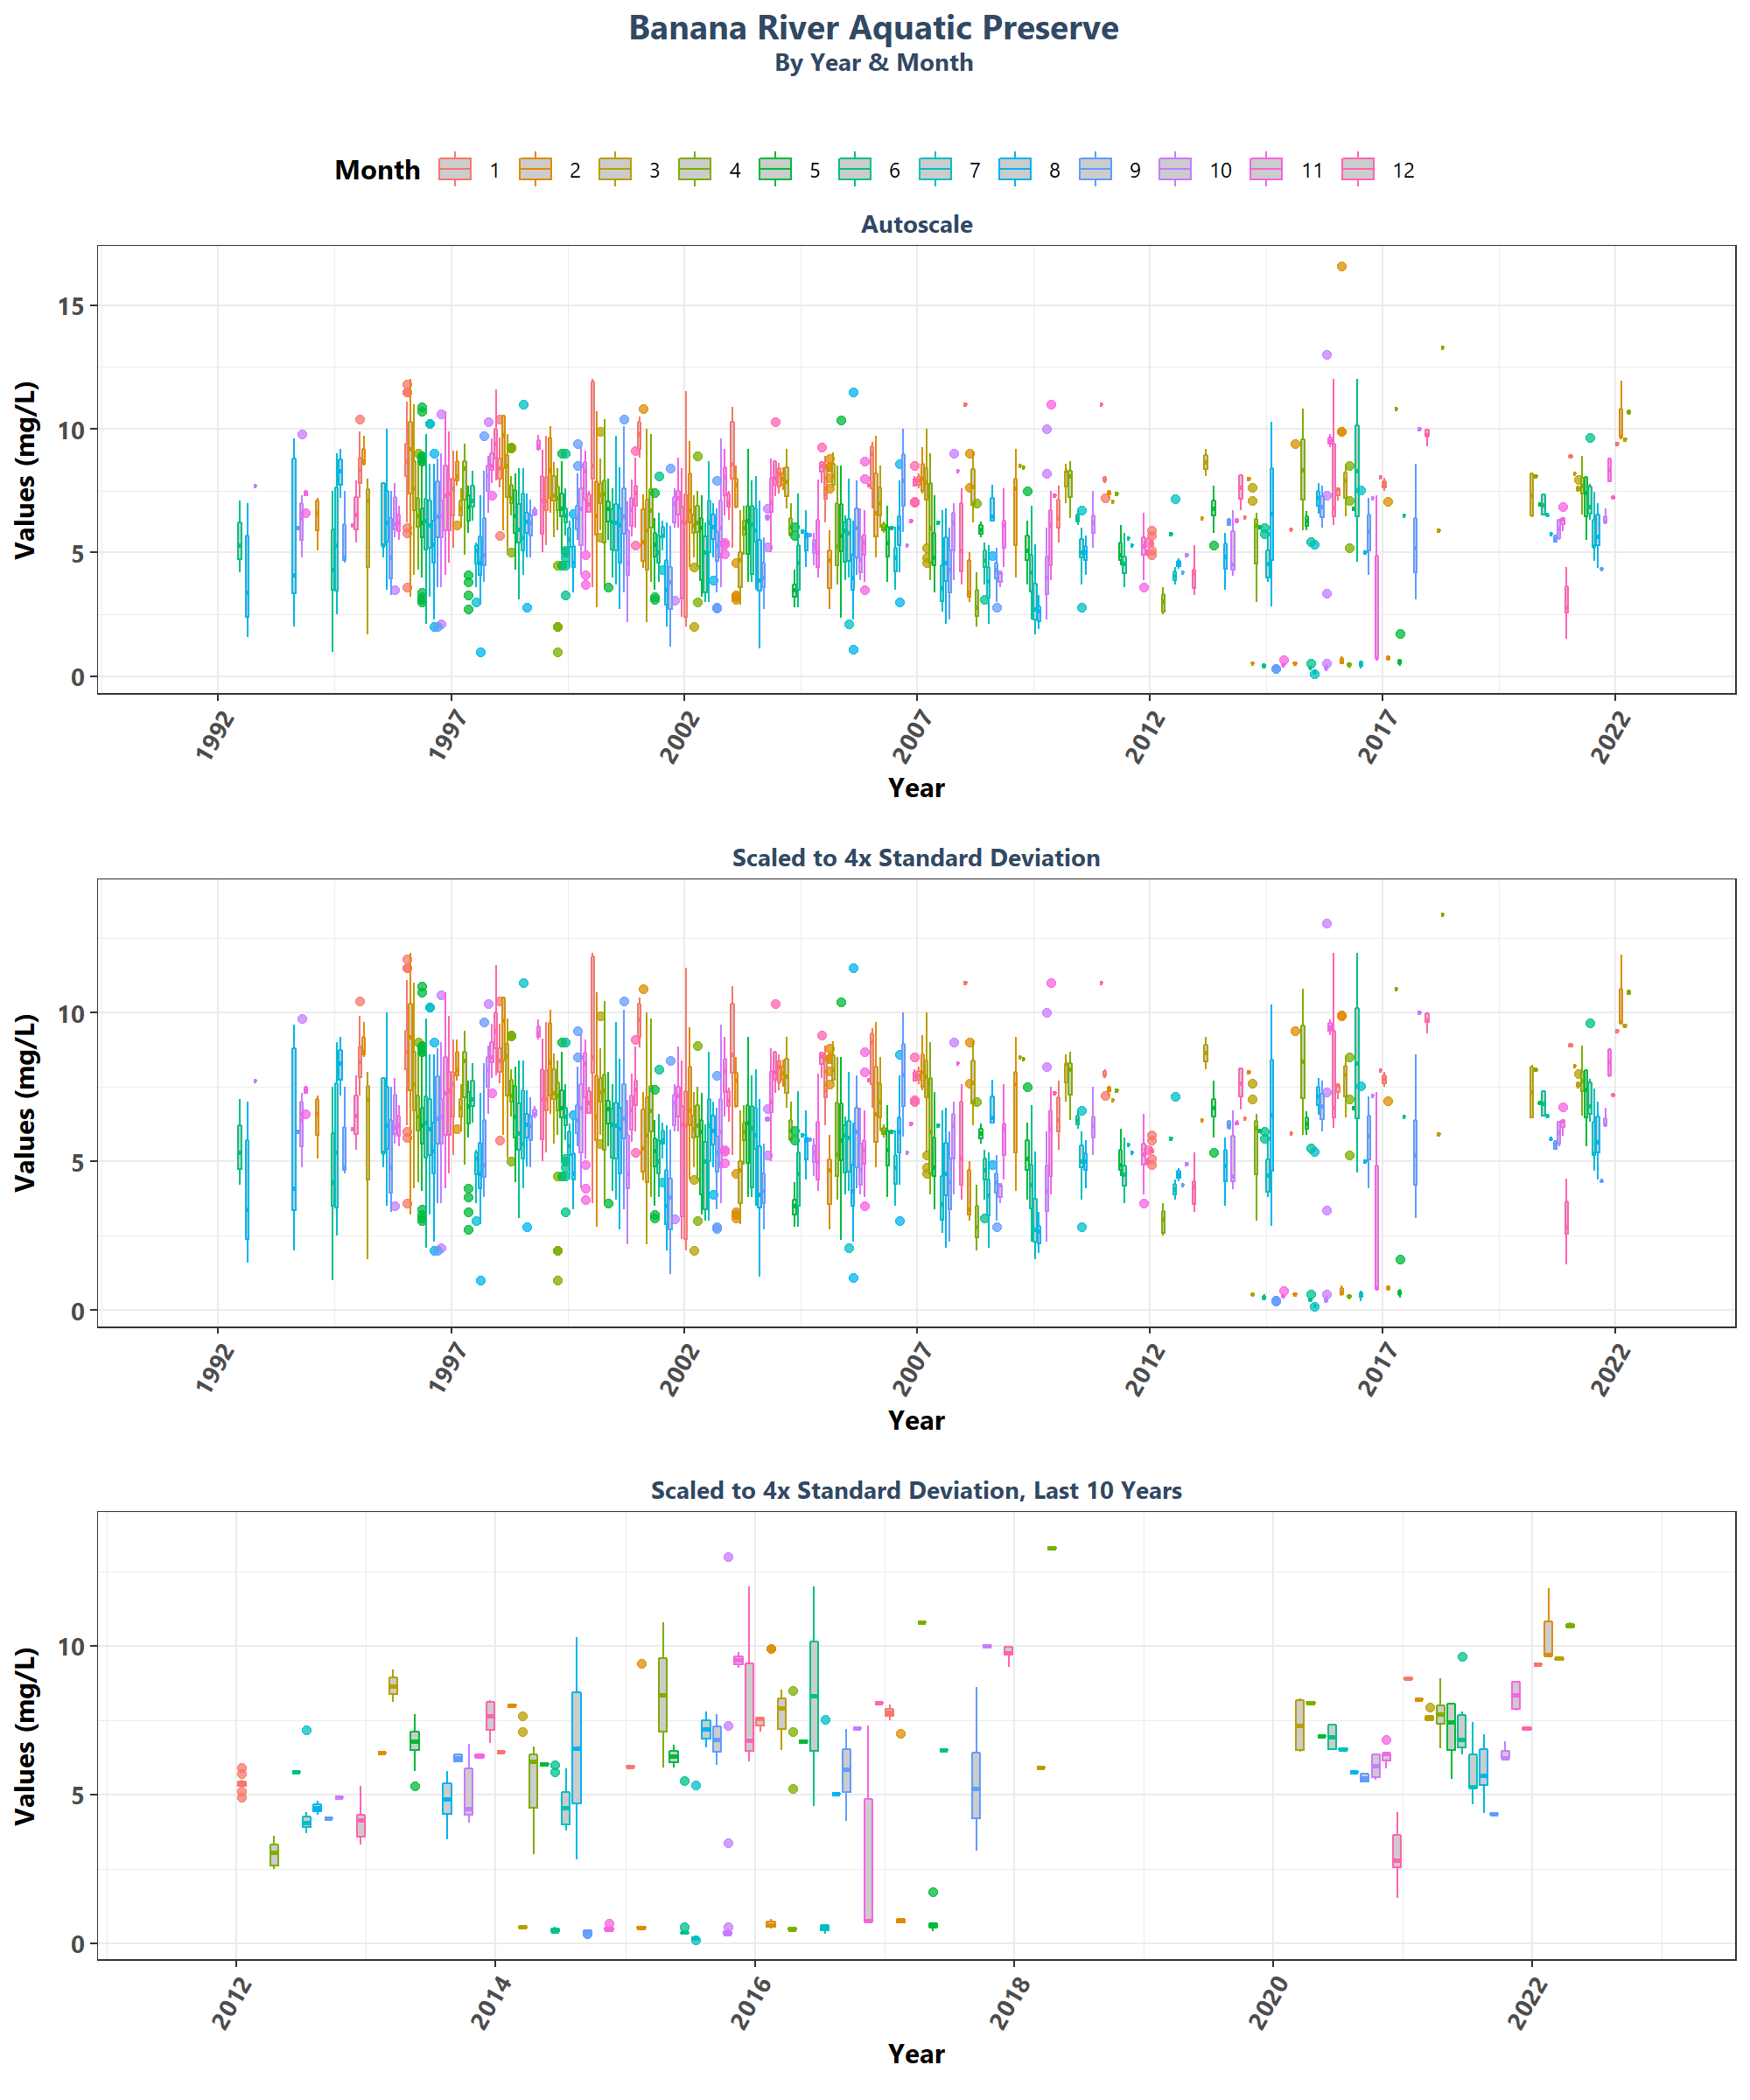 Banana River Aquatic Preserve
By Year & Month
Month 1 2 3 4 5 6 7 8 9 10 11 12
Autoscale
Values (mg/L)
15
10
5
0
1992 1997 2002 2007 2012 2017 2022
Year
Scaled to 4x Standard Deviation
Values (mg/L)
10
5
0
1992 1997 2002 2007 2012 2017 2022
Year
Scaled to 4x Standard Deviation, Last 10 Years
Values (mg/L)
10
5
0
2012 2014 2016 2018 2020 2022
Year